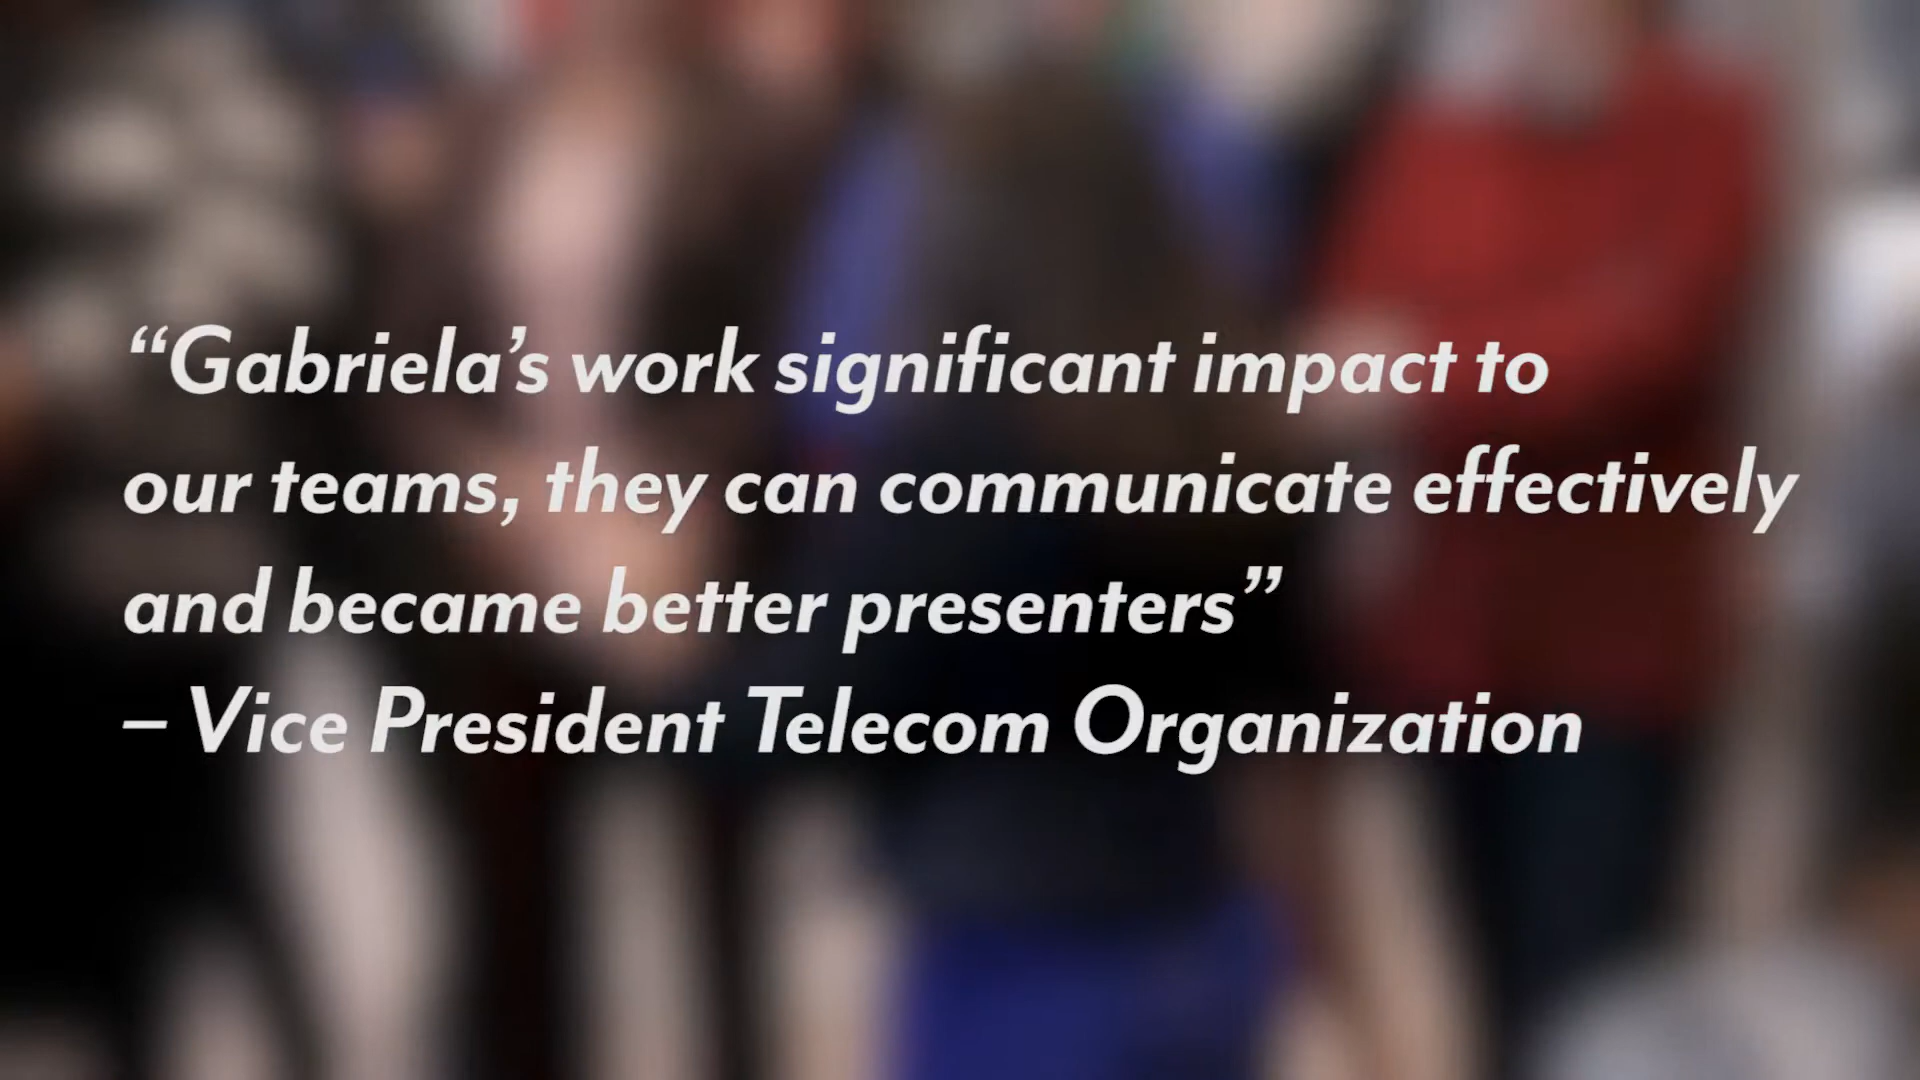 “Gabriela’s work significant impact to
our teams, they can communicate effectively
and became better presenters”
– Vice President Telecom Organization